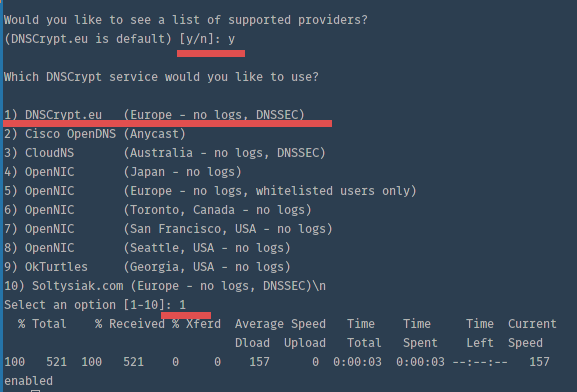 Would you like to see a list of supported providers?
(DNSCrypt.eu is default) [y/n]: y
Which DNSCrypt service would you like to use?
1) DNSCrypt.eu   (Europe - no logs, DNSSEC)
2) Cisco OpenDNS (Anycast)
3) CloudNS       (Australia - no logs, DNSSEC)
4) OpenNIC       (Japan - no logs)
5) OpenNIC       (Europe - no logs, whitelisted users only)
6) OpenNIC       (Toronto, Canada - no logs)
7) OpenNIC       (San Francisco, USA - no logs)
8) OpenNIC       (Seattle, USA - no logs)
9) OkTurtles     (Georgia, USA - no logs)
10) Soltysiak.com (Europe - no logs, DNSSEC)\n
Select an option [1-10]: 1
  % Total    % Received % Xferd  Average Speed   Time    Time     Time  Current
                                 Dload  Upload   Total   Spent    Left  Speed
100   521  100   521    0     0    157      0  0:00:03  0:00:03 --:--:--   157
enabled